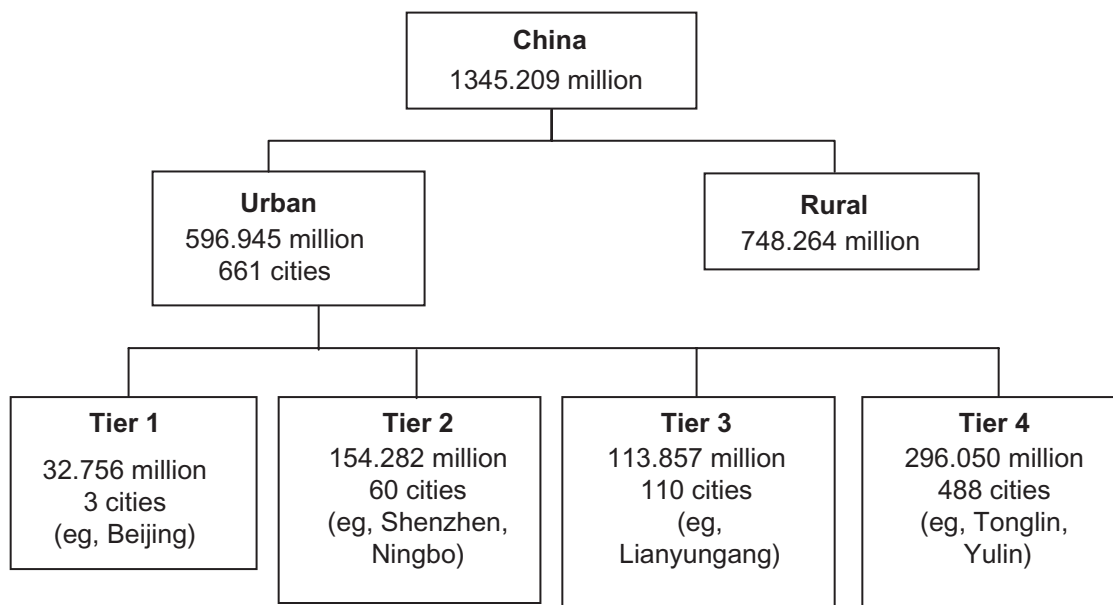 China
1345.209 million
Urban
596.945 million
661 cities
Rural
748.264 million
Tier 1
32.756 million
3 cities
(eg, Beijing)
Tier 2
154.282 million
60 cities
(eg, Shenzhen,
Ningbo)
Tier 3
113.857 million
110 cities
(eg,
Lianyungang)
Tier 4
296.050 million
488 cities
(eg, Tonglin,
Yulin)